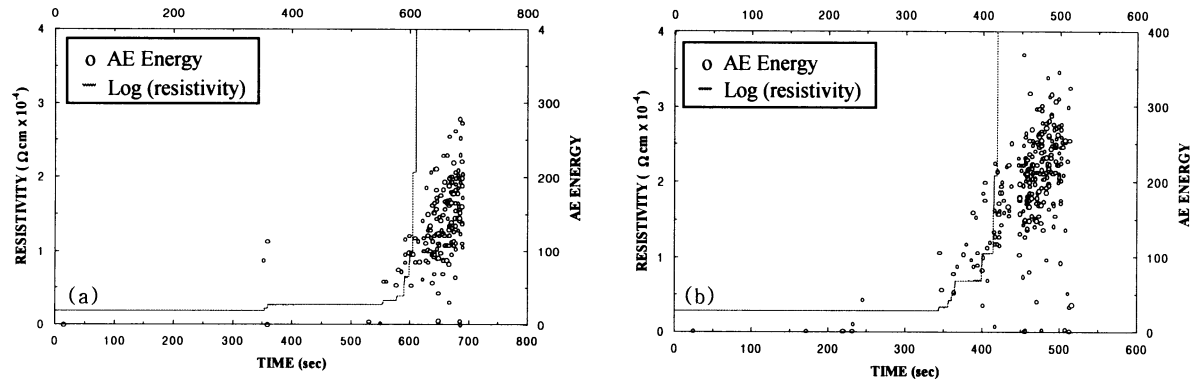 0 200 400 600 800
4 4
AE Energy
Log (resistivity)
3 300
2 200
1 100
0 0
RESISTIVITY ( Ω cm x 10⁻⁴)
AE ENERGY
(a)
0 100 200 300 400 500 600 700 800
TIME (sec)
0 100 200 300 400 500 600
4 400
AE Energy
Log (resistivity)
3 300
2 200
1 100
0 0
RESISTIVITY ( Ω cm x 10⁻⁴)
AE ENERGY
(b)
0 100 200 300 400 500 600
TIME (sec)